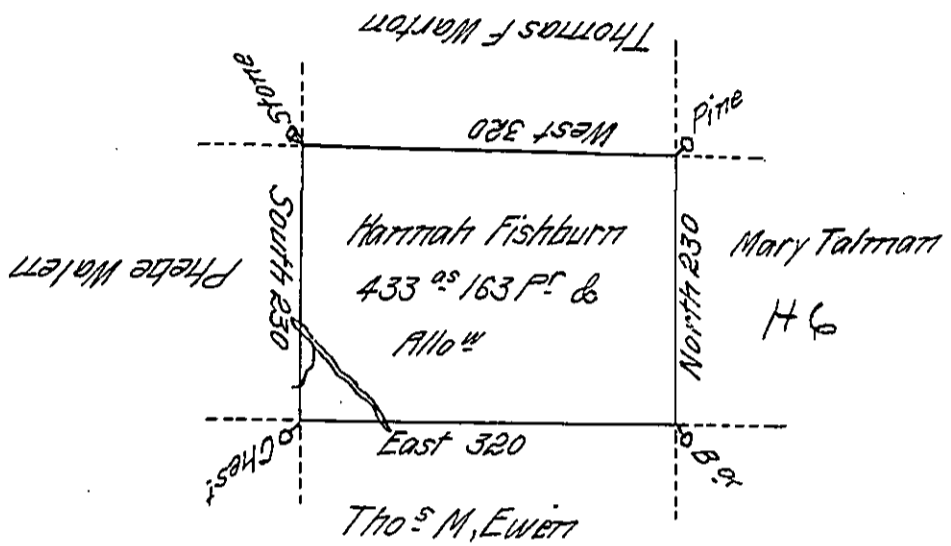 Thomas F Warton
Stone
Pine
West 320
South 230
Hannah Fishburn
433 as 163 Pr &
Allow
North 230
Mary Talman
H6
Phebe Walen
Chest
East 320
B.O.
Thos M,Ewen